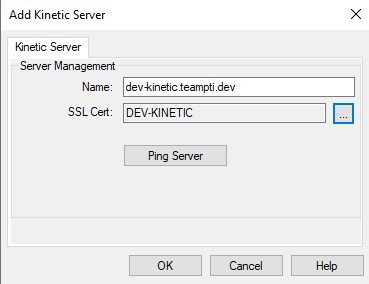 Add Kinetic Server
Kinetic Server
Server Management
Name: dev-kinetic.teampti.dev
SSL Cert: DEV-KINETIC ...
Ping Server
OK Cancel Help